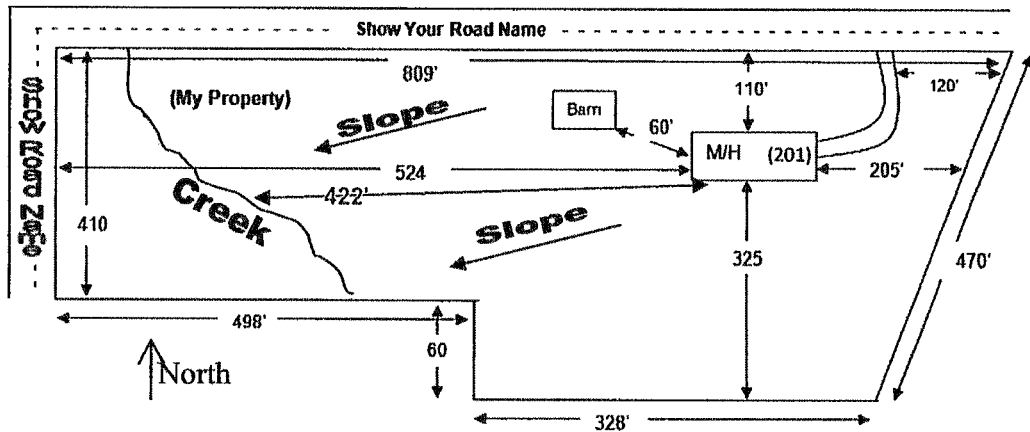 Show Your Road Name
809'
110'
120'
(My Property)
Barn
Slope
60'
M/H (201)
Show Road Name
524
205'
422'
Creek
410
Slope
325
470'
498'
60
North
328'